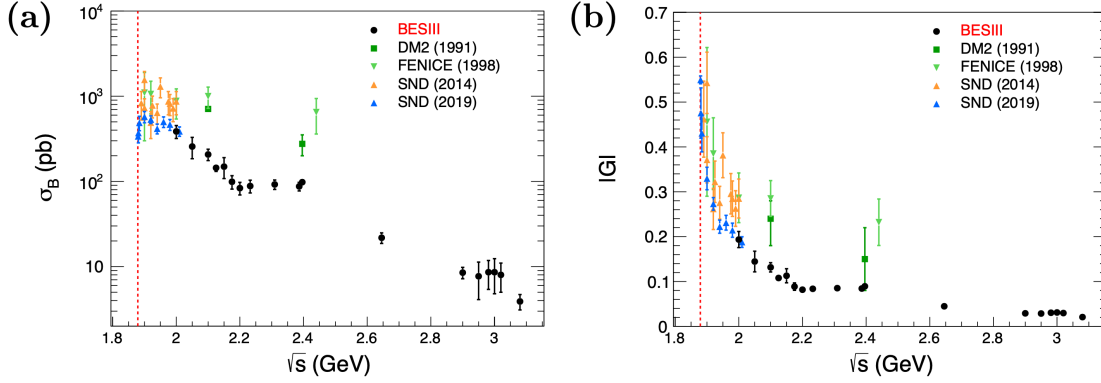 (a)
10⁴
10³
10²
10
σB (pb)
BESIII
DM2 (1991)
FENICE (1998)
SND (2014)
SND (2019)
1.8 2 2.2 2.4 2.6 2.8 3
√s (GeV)
(b)
0.7
0.6
0.5
0.4
0.3
0.2
0.1
0
|G|
BESIII
DM2 (1991)
FENICE (1998)
SND (2014)
SND (2019)
1.8 2 2.2 2.4 2.6 2.8 3
√s (GeV)